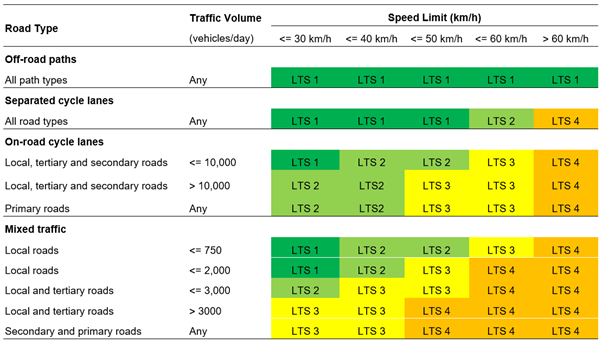 Road Type Traffic Volume Speed Limit (km/h)
(vehicles/day) <= 30 km/h <= 40 km/h <= 50 km/h <= 60 km/h > 60 km/h
Off-road paths
All path types Any LTS 1 LTS 1 LTS 1 LTS 1 LTS 1
Separated cycle lanes
All road types Any LTS 1 LTS 1 LTS 1 LTS 2 LTS 4
On-road cycle lanes
Local, tertiary and secondary roads <= 10,000 LTS 1 LTS 2 LTS 2 LTS 3 LTS 4
Local, tertiary and secondary roads > 10,000 LTS 2 LTS2 LTS 3 LTS 3 LTS 4
Primary roads Any LTS 2 LTS2 LTS 3 LTS 3 LTS 4
Mixed traffic
Local roads <= 750 LTS 1 LTS 2 LTS 2 LTS 3 LTS 4
Local roads <= 2,000 LTS 1 LTS 2 LTS 3 LTS 4 LTS 4
Local and tertiary roads <= 3,000 LTS 2 LTS 3 LTS 3 LTS 4 LTS 4
Local and tertiary roads > 3000 LTS 3 LTS 3 LTS 4 LTS 4 LTS 4
Secondary and primary roads Any LTS 3 LTS 3 LTS 4 LTS 4 LTS 4